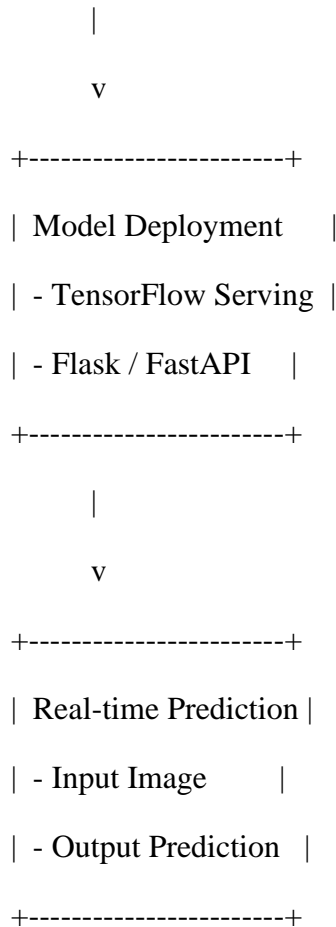 |
v
+------------------------+
| Model Deployment |
| - TensorFlow Serving |
| - Flask / FastAPI |
+------------------------+
|
v
+------------------------+
| Real-time Prediction |
| - Input Image |
| - Output Prediction |
+------------------------+